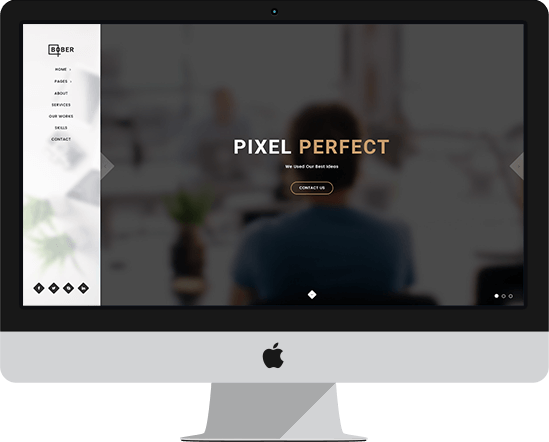 BOBER
HOME
PAGES
ABOUT
SERVICES
OUR WORKS
SKILLS
CONTACT
PIXEL PERFECT
We Used Our Best Ideas
CONTACT US